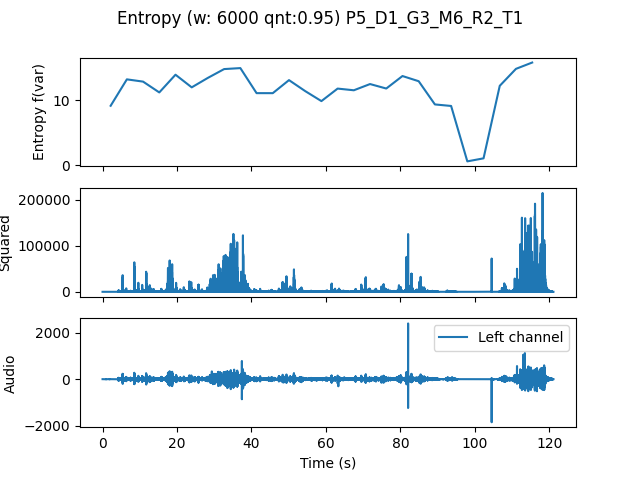 Entropy (w: 6000 qnt:0.95) P5_D1_G3_M6_R2_T1
Entropy f(var)
10
0
Squared
200000
100000
0
Audio
2000
0
−2000
Left channel
0 20 40 60 80 100 120
Time (s)